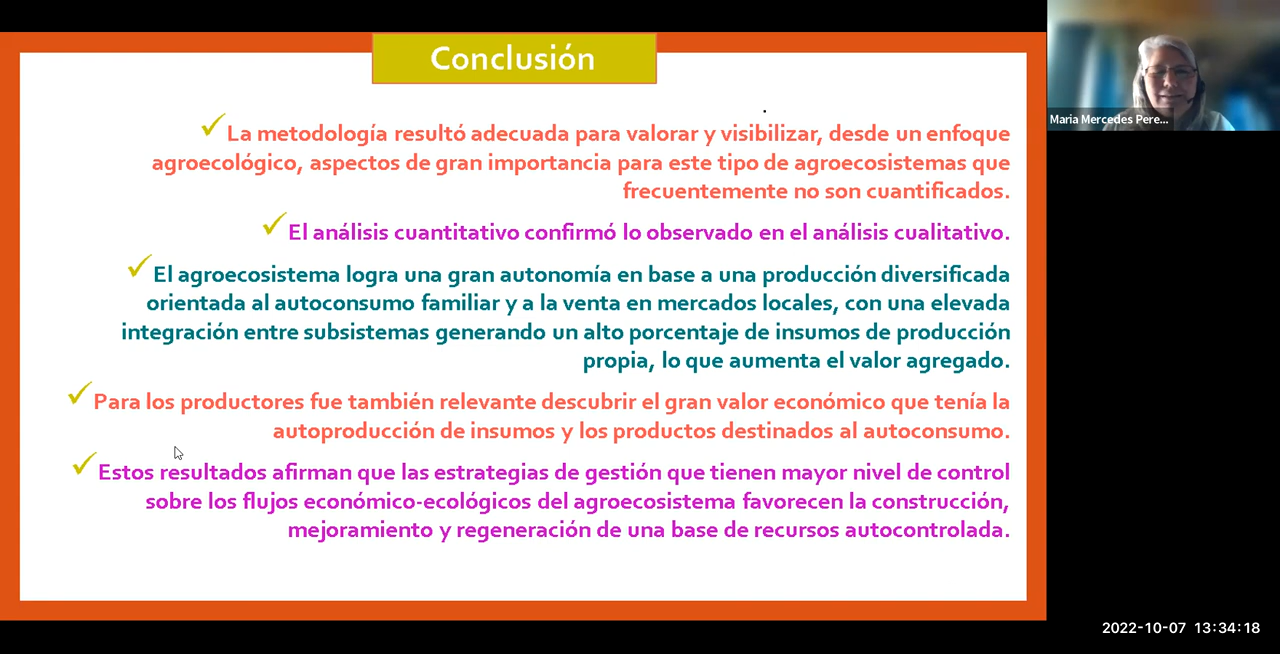 Conclusión
La metodología resultó adecuada para valorar y visibilizar, desde un enfoque
agroecológico, aspectos de gran importancia para este tipo de agroecosistemas que
frecuentemente no son cuantificados.
El análisis cuantitativo confirmó lo observado en el análisis cualitativo.
El agroecosistema logra una gran autonomía en base a una producción diversificada
orientada al autoconsumo familiar y a la venta en mercados locales, con una elevada
integración entre subsistemas generando un alto porcentaje de insumos de producción
propia, lo que aumenta el valor agregado.
Para los productores fue también relevante descubrir el gran valor económico que tenía la
autoproducción de insumos y los productos destinados al autoconsumo.
Estos resultados afirman que las estrategias de gestión que tienen mayor nivel de control
sobre los flujos económico-ecológicos del agroecosistema favorecen la construcción,
mejoramiento y regeneración de una base de recursos autocontrolada.
Maria Mercedes Pere...
2022-10-07 13:34:18